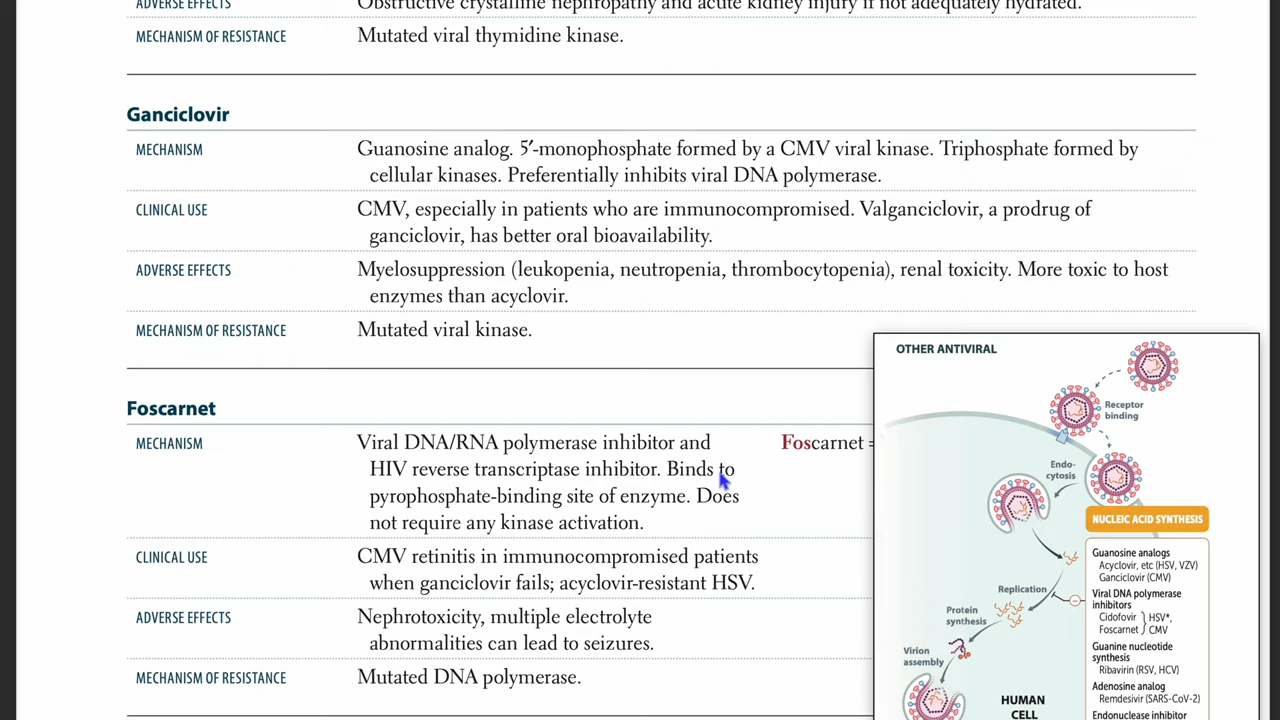 ADVERSE EFFECTS Obstructive crystalline nephropathy and acute kidney injury if not adequately hydrated.
MECHANISM OF RESISTANCE Mutated viral thymidine kinase.
Ganciclovir
MECHANISM Guanosine analog. 5′-monophosphate formed by a CMV viral kinase. Triphosphate formed by
cellular kinases. Preferentially inhibits viral DNA polymerase.
CLINICAL USE CMV, especially in patients who are immunocompromised. Valganciclovir, a prodrug of
ganciclovir, has better oral bioavailability.
ADVERSE EFFECTS Myelosuppression (leukopenia, neutropenia, thrombocytopenia), renal toxicity. More toxic to host
enzymes than acyclovir.
MECHANISM OF RESISTANCE Mutated viral kinase.
Foscarnet
MECHANISM Viral DNA/RNA polymerase inhibitor and
HIV reverse transcriptase inhibitor. Binds to
pyrophosphate-binding site of enzyme. Does
not require any kinase activation.
Foscarnet =
CLINICAL USE CMV retinitis in immunocompromised patients
when ganciclovir fails; acyclovir-resistant HSV.
ADVERSE EFFECTS Nephrotoxicity, multiple electrolyte
abnormalities can lead to seizures.
MECHANISM OF RESISTANCE Mutated DNA polymerase.
OTHER ANTIVIRAL
Receptor
binding
Endo-
cytosis
NUCLEIC ACID SYNTHESIS
Guanosine analogs
Acyclovir, etc (HSV, VZV)
Ganciclovir (CMV)
Viral DNA polymerase
inhibitors
Cidofovir } HSV*,
Foscarnet } CMV
Guanine nucleotide
synthesis
Ribavirin (RSV, HCV)
Adenosine analog
Remdesivir (SARS-CoV-2)
Endonuclease inhibitor
Replication
Protein
synthesis
Virion
assembly
HUMAN
CELL